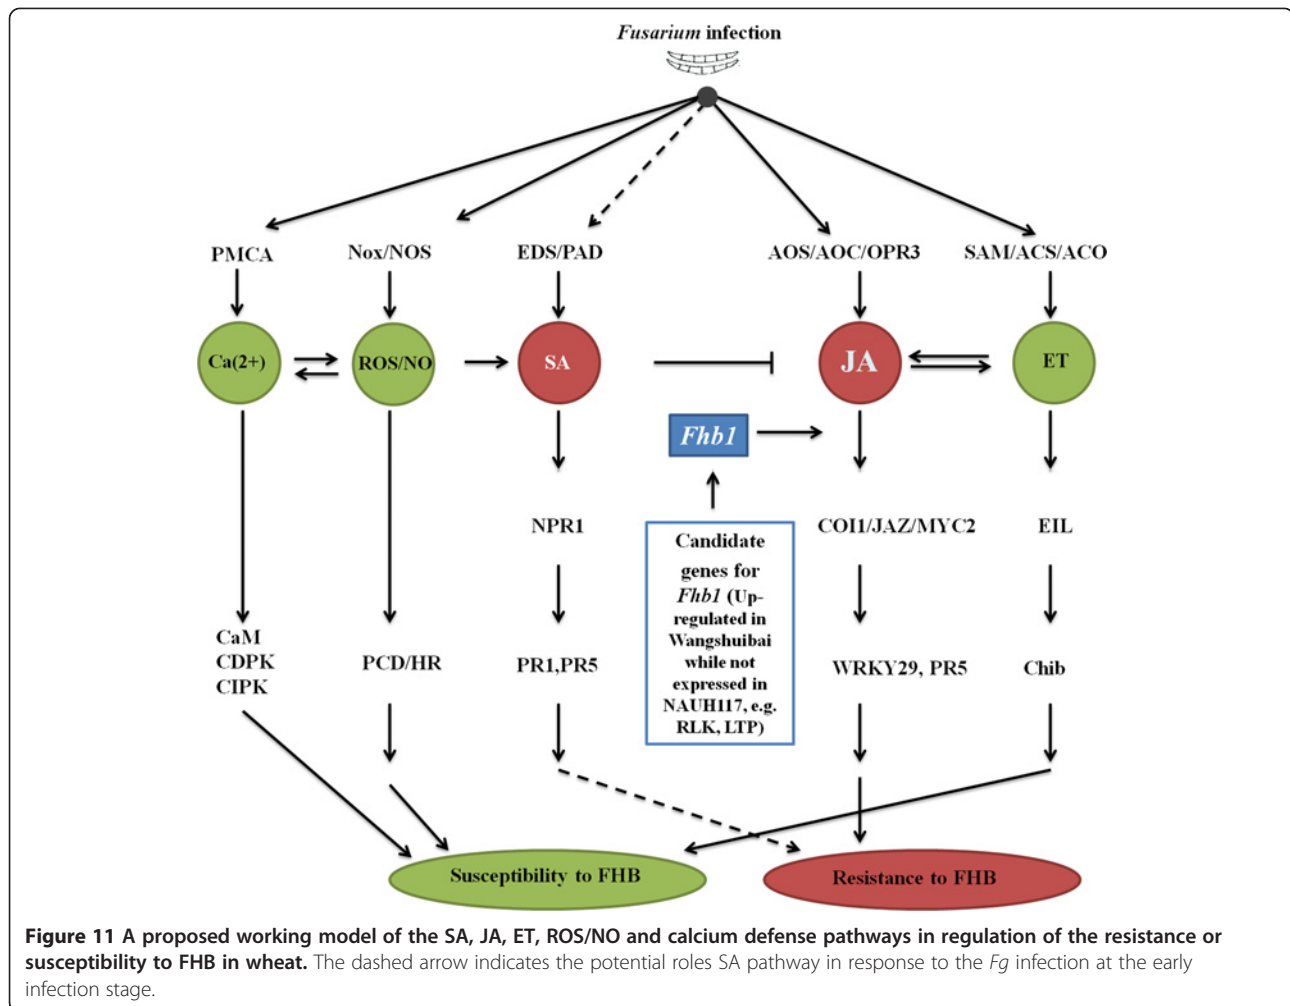 Fusarium infection
PMCA
Nox/NOS
EDS/PAD
AOS/AOC/OPR3
SAM/ACS/ACO
Ca(2+)
ROS/NO
SA
JA
ET
Fhb1
NPR1
COI1/JAZ/MYC2
EIL
Candidate
genes for
Fhb1 (Up-
regulated in
Wangshuibai
while not
expressed in
NAUH117, e.g.
RLK, LTP)
CaM
CDPK
CIPK
PCD/HR
PR1,PR5
WRKY29, PR5
Chib
Susceptibility to FHB
Resistance to FHB
Figure 11 A proposed working model of the SA, JA, ET, ROS/NO and calcium defense pathways in regulation of the resistance or
susceptibility to FHB in wheat. The dashed arrow indicates the potential roles SA pathway in response to the Fg infection at the early
infection stage.